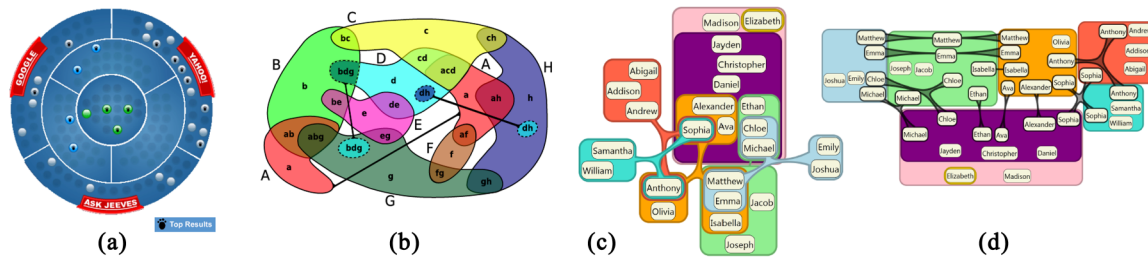 GOOGLE
YAHOO!
ASK JEEVES
Top Results
(a)
C
bc
c
ch
B
D
cd
A
H
bdg
d
acd
b
a
dh
h
be
de
ah
e
E
dh
ab
abg
eg
bdg
af
F
f
a
g
fg
gh
A
G
(b)
Madison
Elizabeth
Jayden
Christopher
Daniel
Abigail
Addison
Andrew
Alexander
Ethan
Sophia
Ava
Chloe
Michael
Samantha
William
Emily
Joshua
Anthony
Matthew
Olivia
Emma
Jacob
Isabella
Joseph
(c)
Matthew
Matthew
Matthew
Emma
Emma
Emma
Olivia
Anthony
Andrew
Abigail
Addison
Anthony
Joseph
Jacob
Isabella
Isabella
Joshua
Emily
Chloe
Chloe
Michael
Ethan
Ava
Alexander
Sophia
Sophia
Michael
Chloe
Anthony
Samantha
William
Michael
Ethan
Ava
Alexander
Sophia
Jayden
Christopher
Daniel
Elizabeth
Madison
(d)